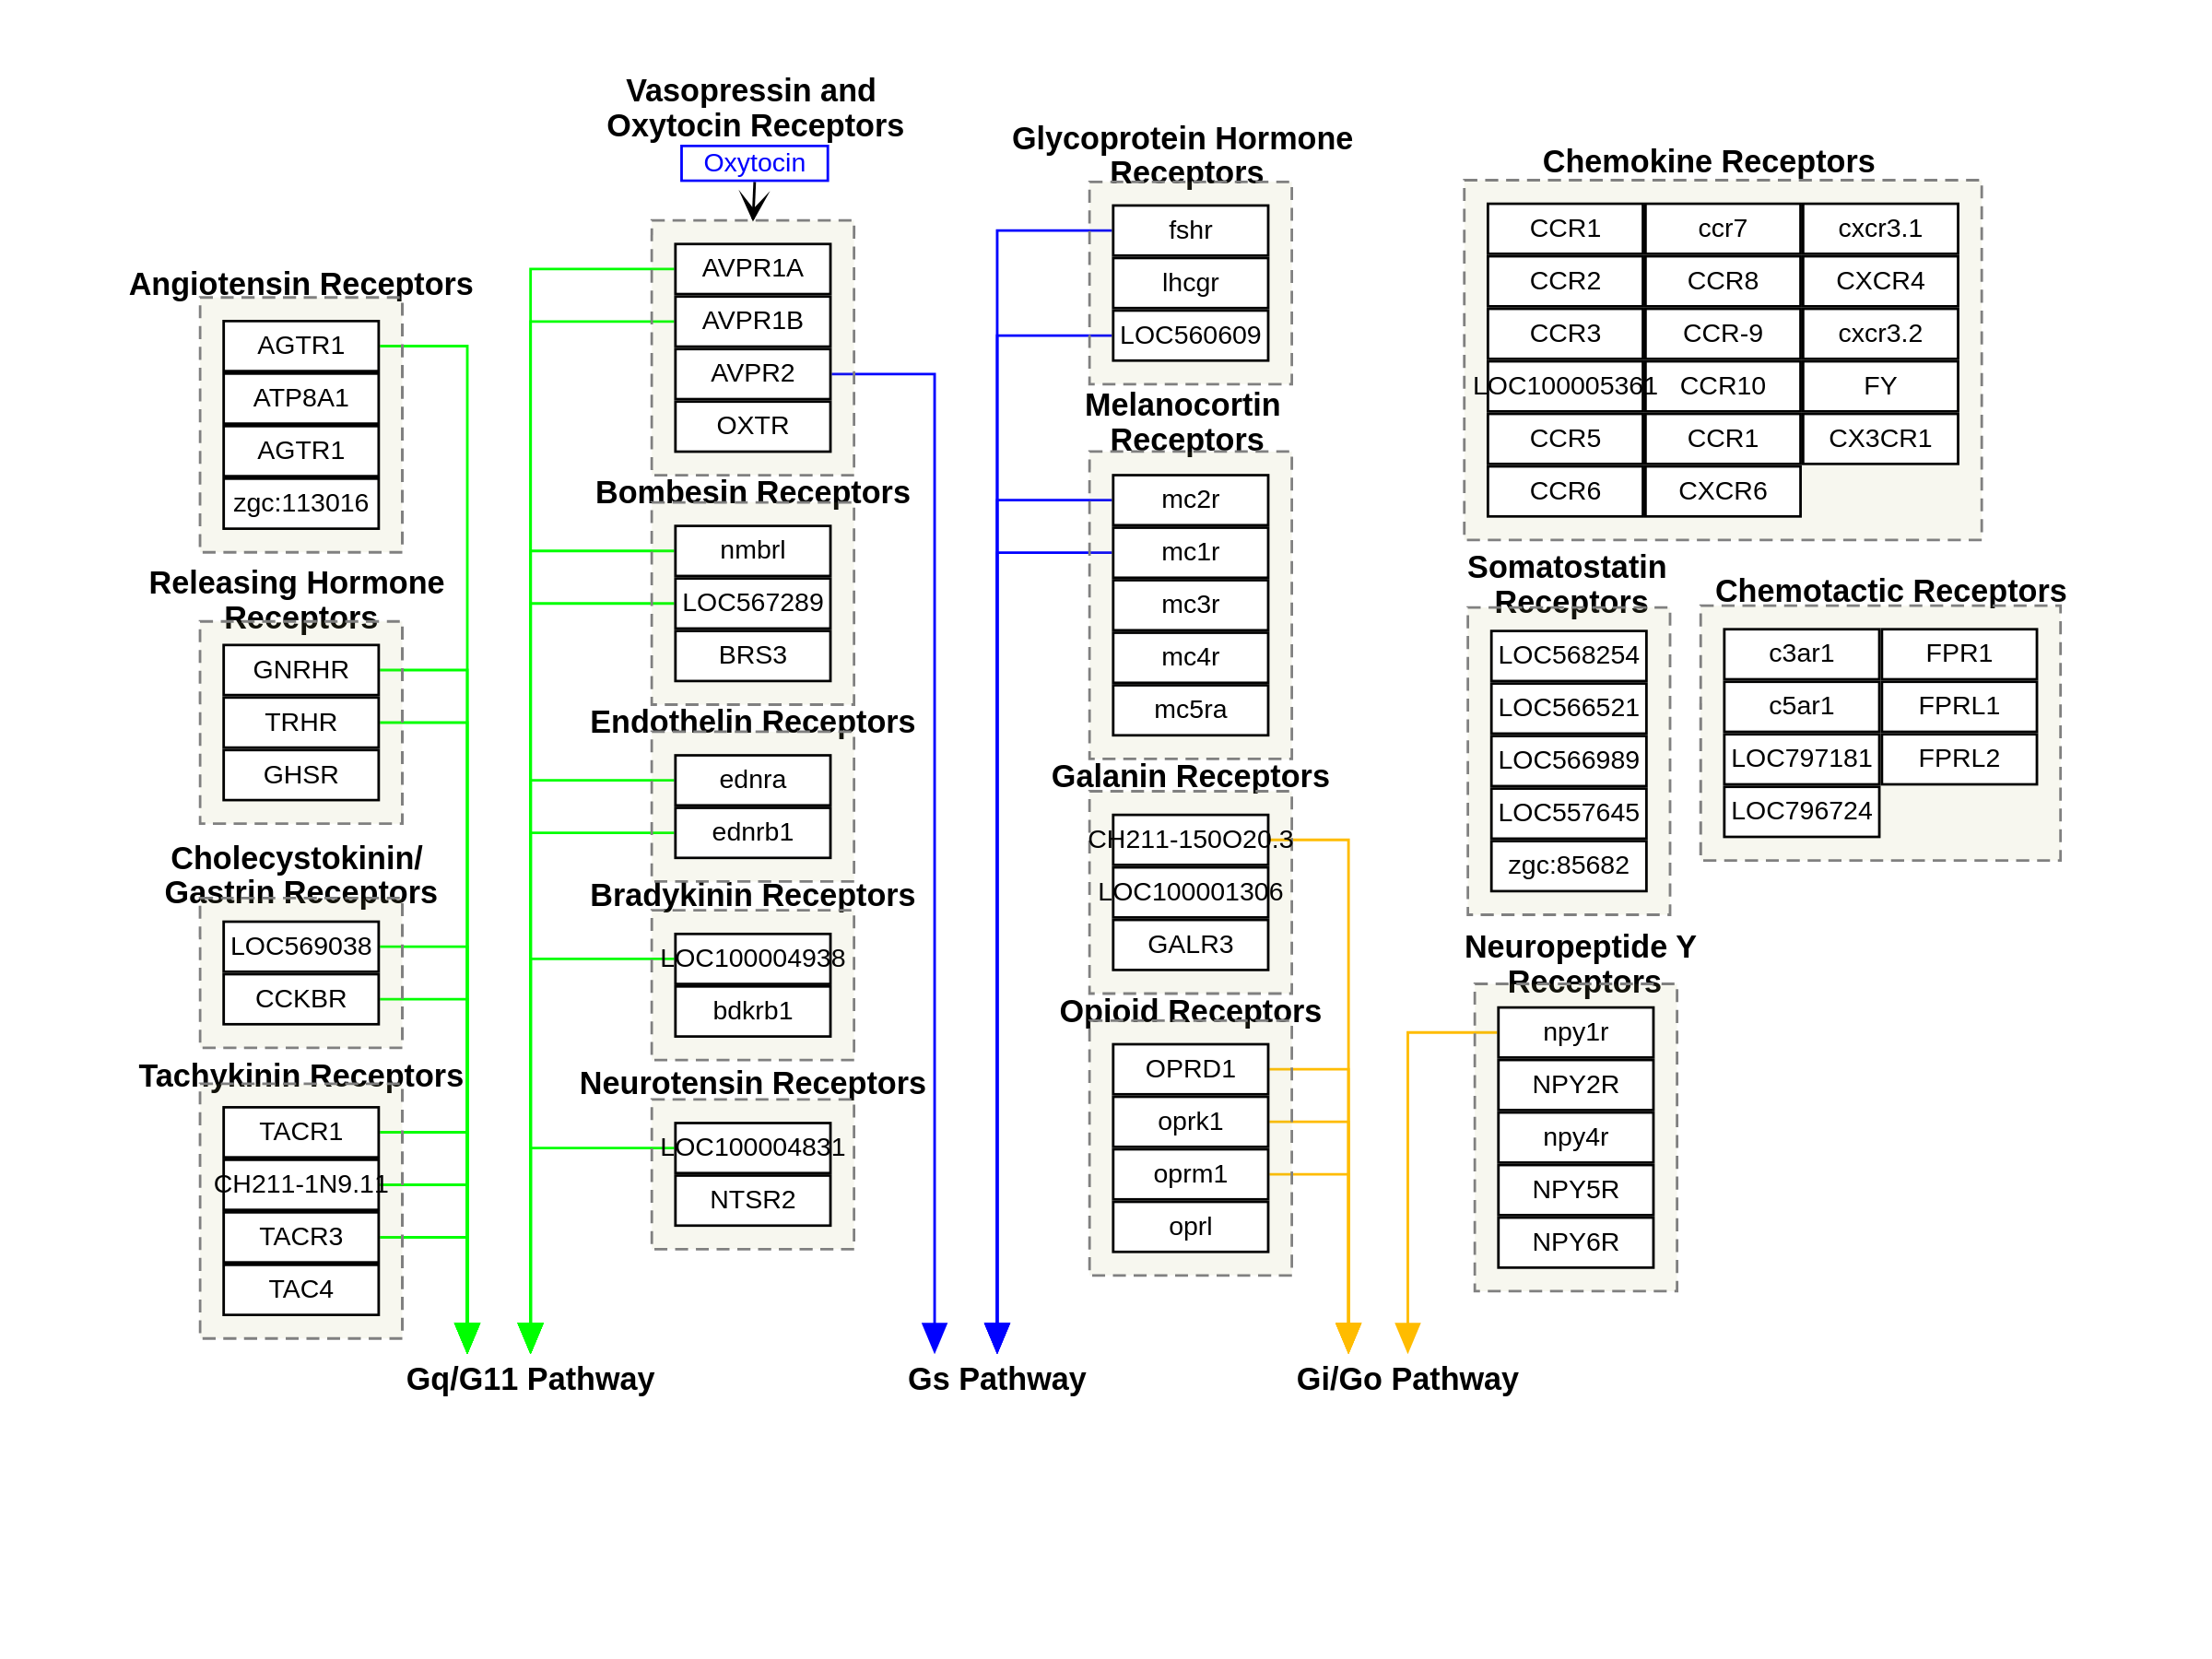 Vasopressin and
Oxytocin Receptors
Oxytocin
AVPR1A
AVPR1B
AVPR2
OXTR
Angiotensin Receptors
AGTR1
ATP8A1
AGTR1
zgc:113016
Releasing Hormone
Receptors
GNRHR
TRHR
GHSR
Cholecystokinin/
Gastrin Receptors
LOC569038
CCKBR
Tachykinin Receptors
TACR1
CH211-1N9.11
TACR3
TAC4
Bombesin Receptors
nmbrl
LOC567289
BRS3
Endothelin Receptors
ednra
ednrb1
Bradykinin Receptors
LOC100004938
bdkrb1
Neurotensin Receptors
LOC100004831
NTSR2
Glycoprotein Hormone
Receptors
fshr
lhcgr
LOC560609
Melanocortin
Receptors
mc2r
mc1r
mc3r
mc4r
mc5ra
Galanin Receptors
CH211-150O20.3
LOC100001306
GALR3
Opioid Receptors
OPRD1
oprk1
oprm1
oprl
Chemokine Receptors
CCR1 ccr7 cxcr3.1
CCR2 CCR8 CXCR4
CCR3 CCR-9 cxcr3.2
LOC100005361 CCR10 FY
CCR5 CCR1 CX3CR1
CCR6 CXCR6
Somatostatin
Receptors
LOC568254
LOC566521
LOC566989
LOC557645
zgc:85682
Chemotactic Receptors
c3ar1 FPR1
c5ar1 FPRL1
LOC797181 FPRL2
LOC796724
Neuropeptide Y
Receptors
npy1r
NPY2R
npy4r
NPY5R
NPY6R
Gq/G11 Pathway
Gs Pathway
Gi/Go Pathway